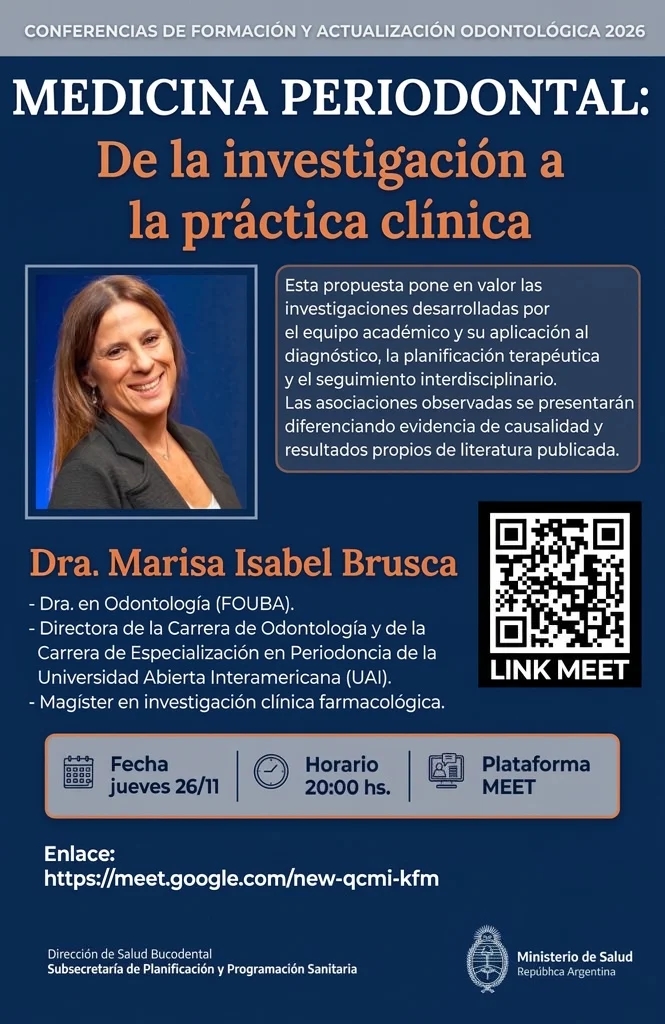 CONFERENCIAS DE FORMACIÓN Y ACTUALIZACIÓN ODONTOLÓGICA 2026
MEDICINA PERIODONTAL:
De la investigación a
la práctica clínica
Esta propuesta pone en valor las
investigaciones desarrolladas por
el equipo académico y su aplicación al
diagnóstico, la planificación terapéutica
y el seguimiento interdisciplinario.
Las asociaciones observadas se presentarán
diferenciando evidencia de causalidad y
resultados propios de literatura publicada.
Dra. Marisa Isabel Brusca
- Dra. en Odontología (FOUBA).
- Directora de la Carrera de Odontología y de la
Carrera de Especialización en Periodoncia de la
Universidad Abierta Interamericana (UAI).
- Magíster en investigación clínica farmacológica.
LINK MEET
Fecha
jueves 26/11
Horario
20:00 hs.
Plataforma
MEET
Enlace:
https://meet.google.com/new-qcmi-kfm
Dirección de Salud Bucodental
Subsecretaría de Planificación y Programación Sanitaria
Ministerio de Salud
República Argentina